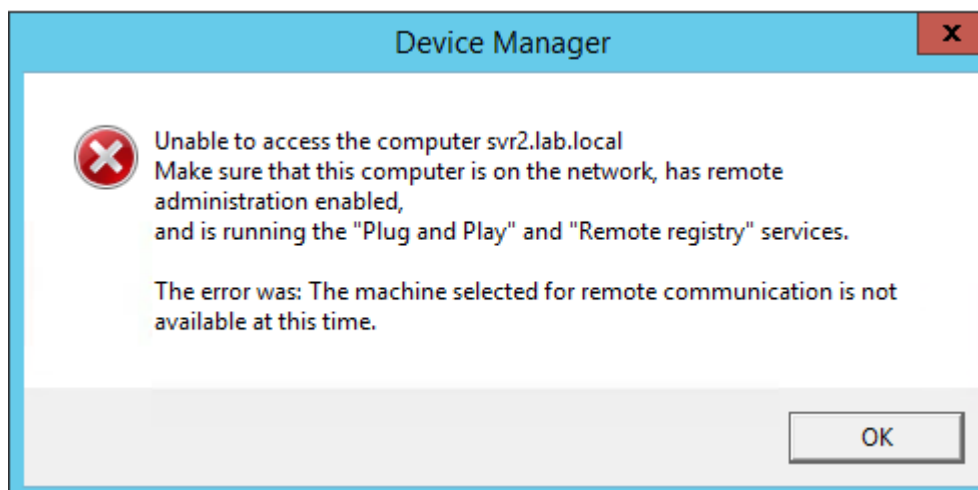 Device Manager
x
Unable to access the computer svr2.lab.local
Make sure that this computer is on the network, has remote
administration enabled,
and is running the "Plug and Play" and "Remote registry" services.
The error was: The machine selected for remote communication is not
available at this time.
OK